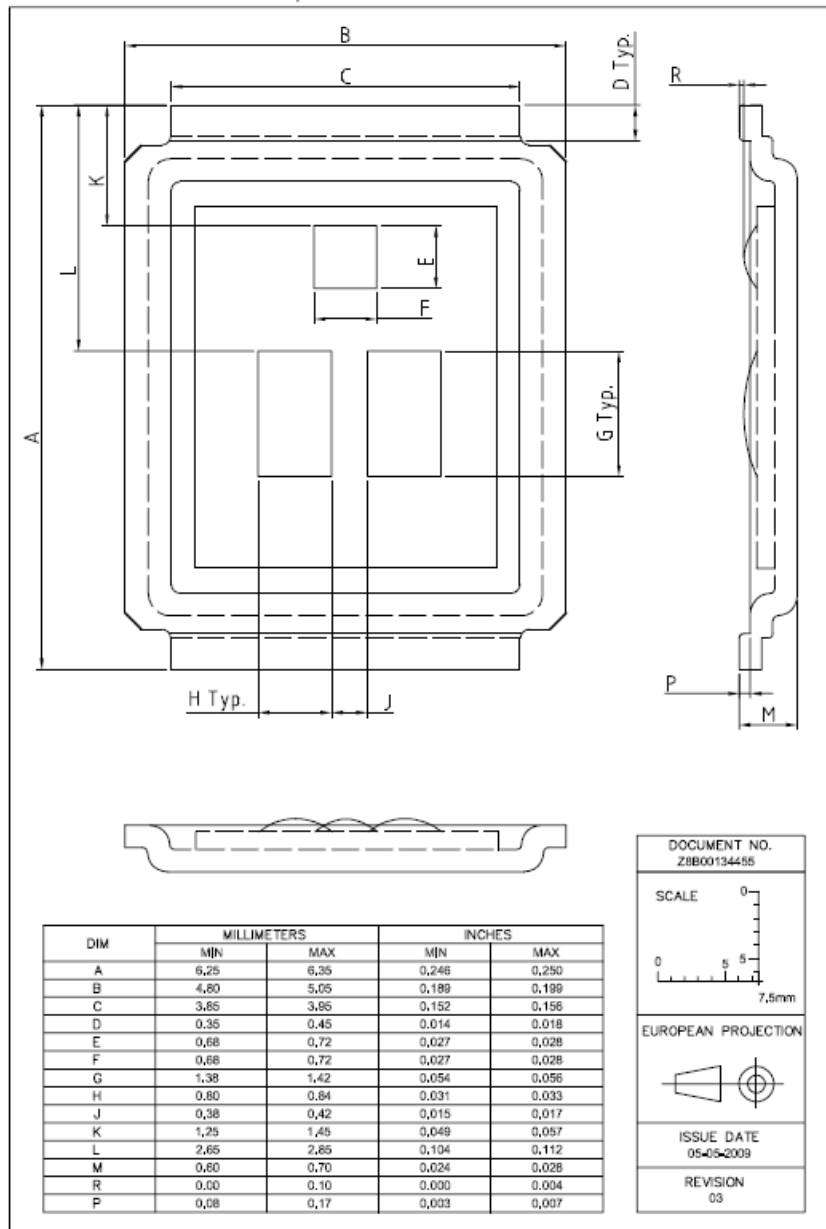 B
C
D Typ.
R
K
L
E
F
A
G Typ.
H Typ.
J
P
M
DOCUMENT NO.
Z8B00134455
SCALE
0
0 5 5
7,5mm
EUROPEAN PROJECTION
ISSUE DATE
05-05-2009
REVISION
03
DIM MILLIMETERS INCHES
MIN MAX MIN MAX
A 6,25 6,35 0,246 0,250
B 4,80 5,05 0.189 0.199
C 3,85 3,95 0.152 0.156
D 0.35 0.45 0.014 0.018
E 0,68 0,72 0,027 0,028
F 0,68 0,72 0,027 0,028
G 1.38 1.42 0.054 0.056
H 0.80 0.84 0.031 0.033
J 0,38 0,42 0,015 0,017
K 1,25 1,45 0,049 0,057
L 2.65 2.85 0.104 0.112
M 0.60 0.70 0.024 0.028
R 0.00 0.10 0.000 0.004
P 0,08 0,17 0,003 0,007